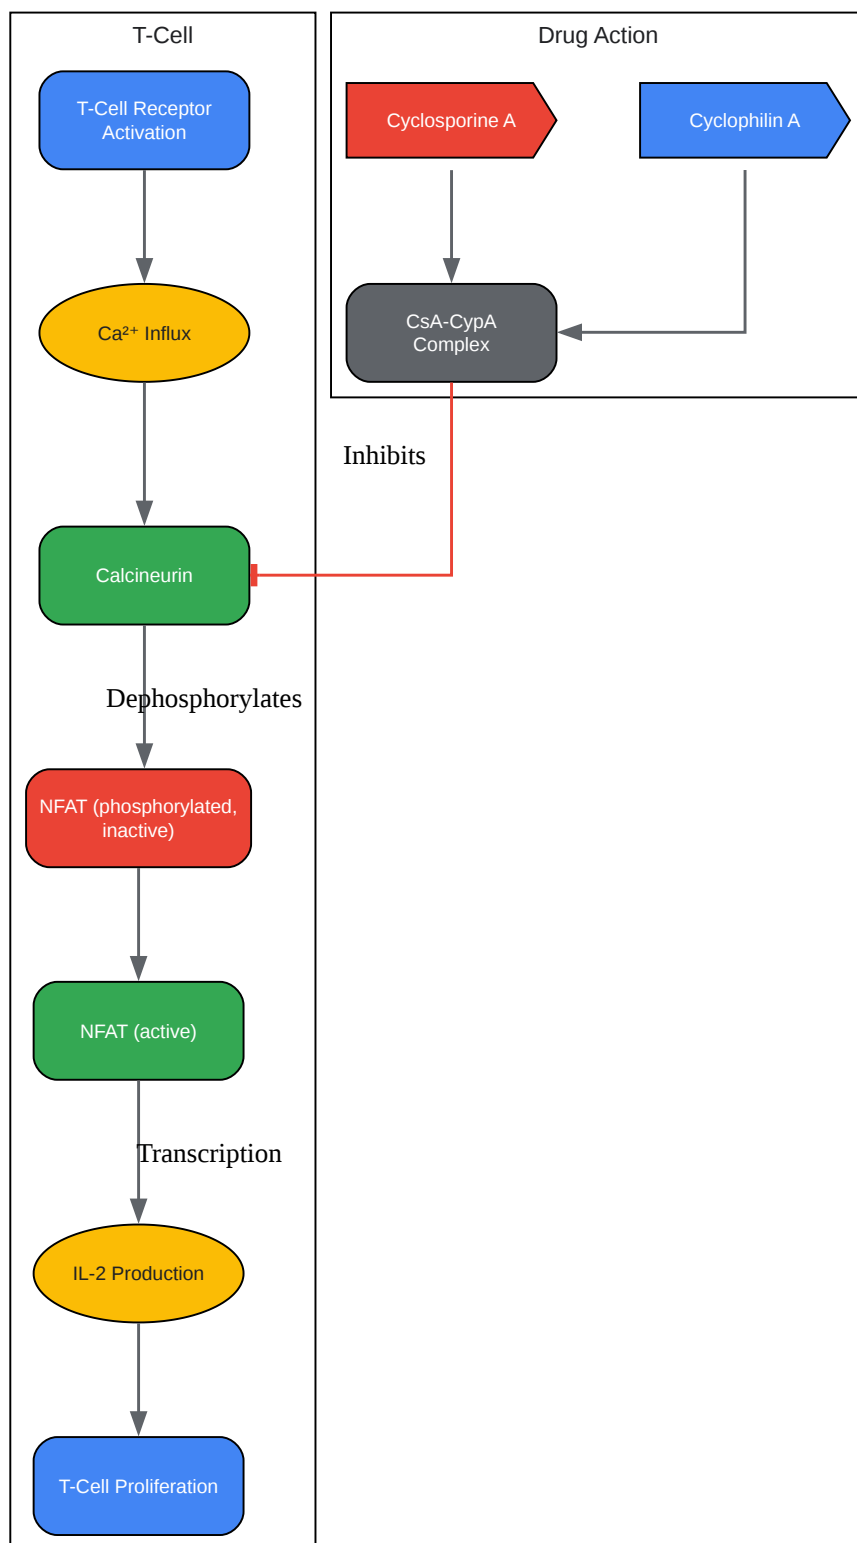 T-Cell
T-Cell Receptor
Activation
Ca²⁺ Influx
Calcineurin
Dephosphorylates
NFAT (phosphorylated,
inactive)
NFAT (active)
Transcription
IL-2 Production
T-Cell Proliferation
Drug Action
Cyclosporine A
Cyclophilin A
CsA-CypA
Complex
Inhibits